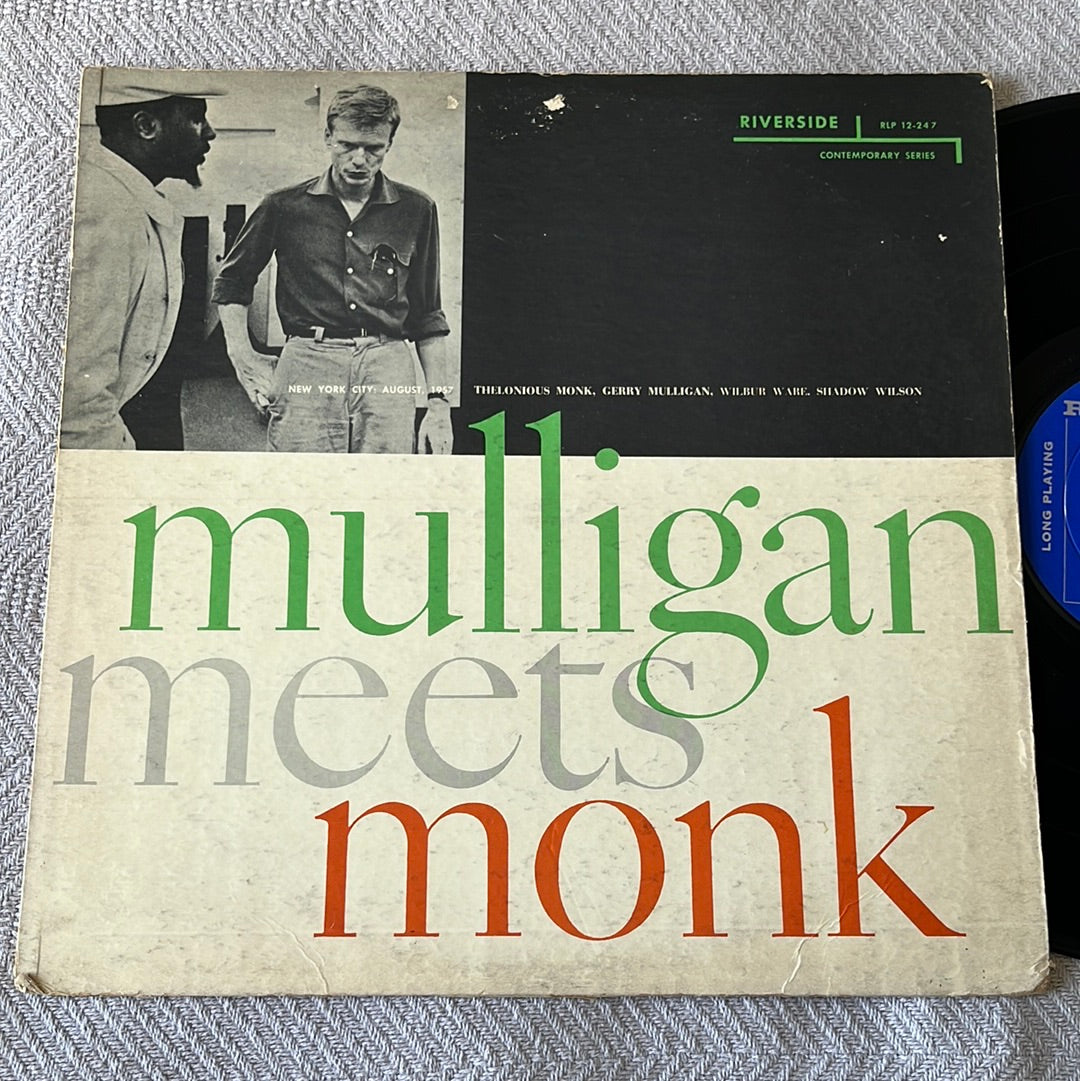 RIVERSIDE RLP 12-247
CONTEMPORARY SERIES
NEW YORK CITY: AUGUST, 1957 THELONIOUS MONK, GERRY MULLIGAN, WILBUR WARE, SHADOW WILSON
mulligan
meets
monk
LONG PLAYING